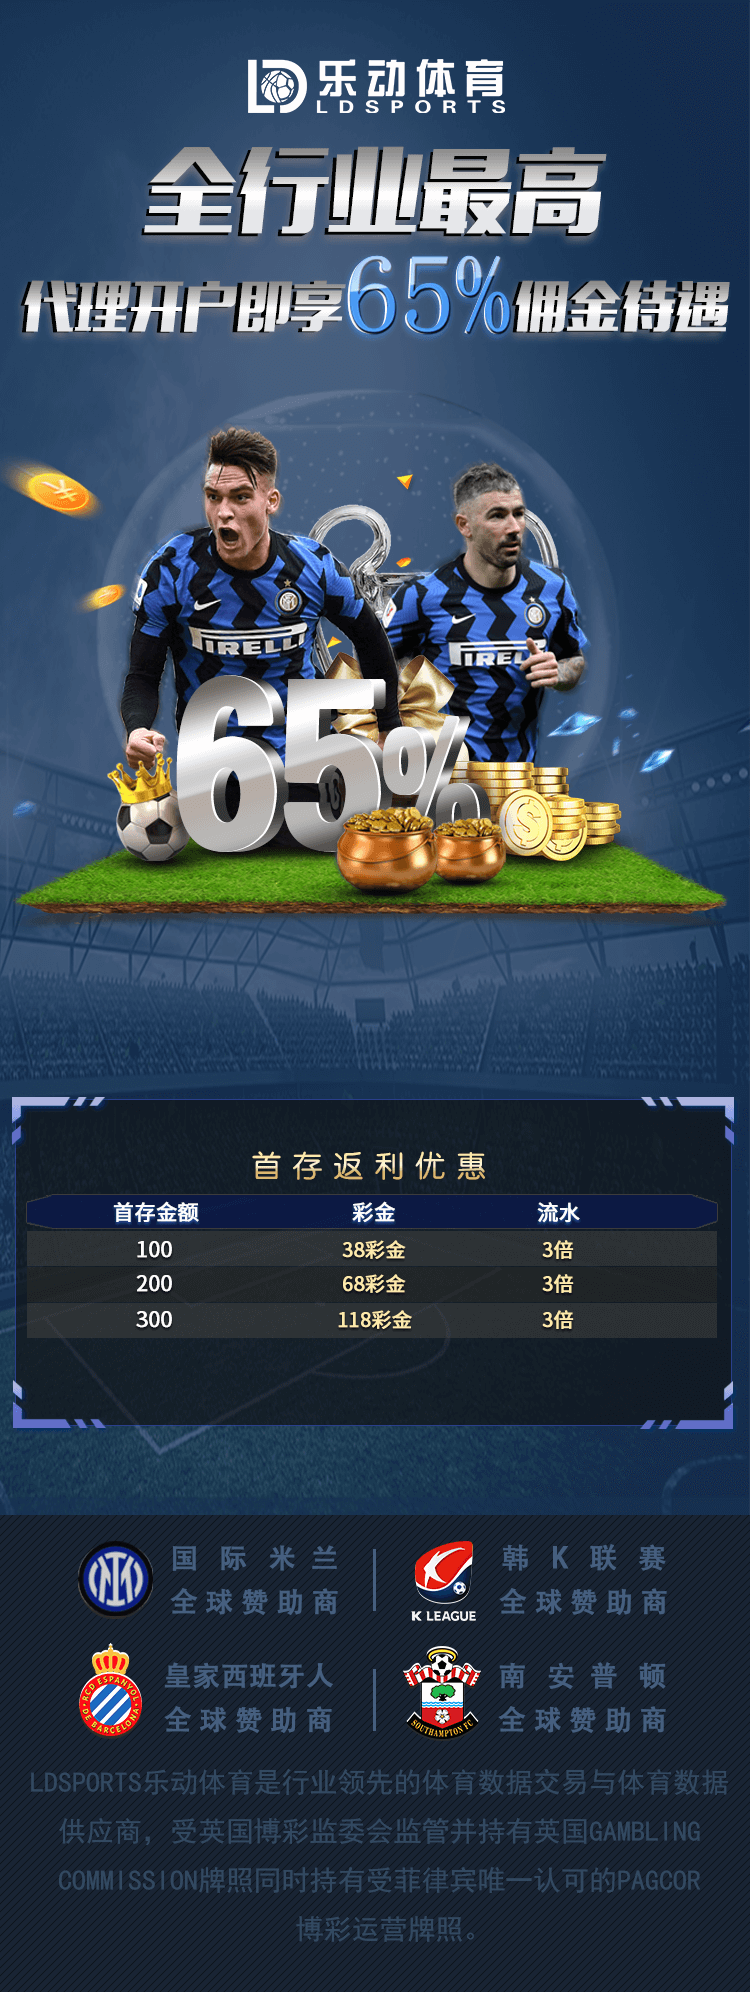 乐动体育
LDSPORTS
全行业最高
代理开户即享65%佣金待遇
IRELLI
IRELL
65%
首存返利优惠
首存金额 彩金 流水
100 38彩金 3倍
200 68彩金 3倍
300 118彩金 3倍
国际米兰
全球赞助商
韩K联赛
全球赞助商
K LEAGUE
皇家西班牙人
全球赞助商
RCD ESPANYOL
DE BARCELONA
南安普顿
全球赞助商
SOUTHAMPTON FC
LDSPORTS乐动体育是行业领先的体育数据交易与体育数据
供应商，受英国博彩监委会监管并持有英国GAMBLING
COMMISSION牌照同时持有受菲律宾唯一认可的PAGCOR
博彩运营牌照。